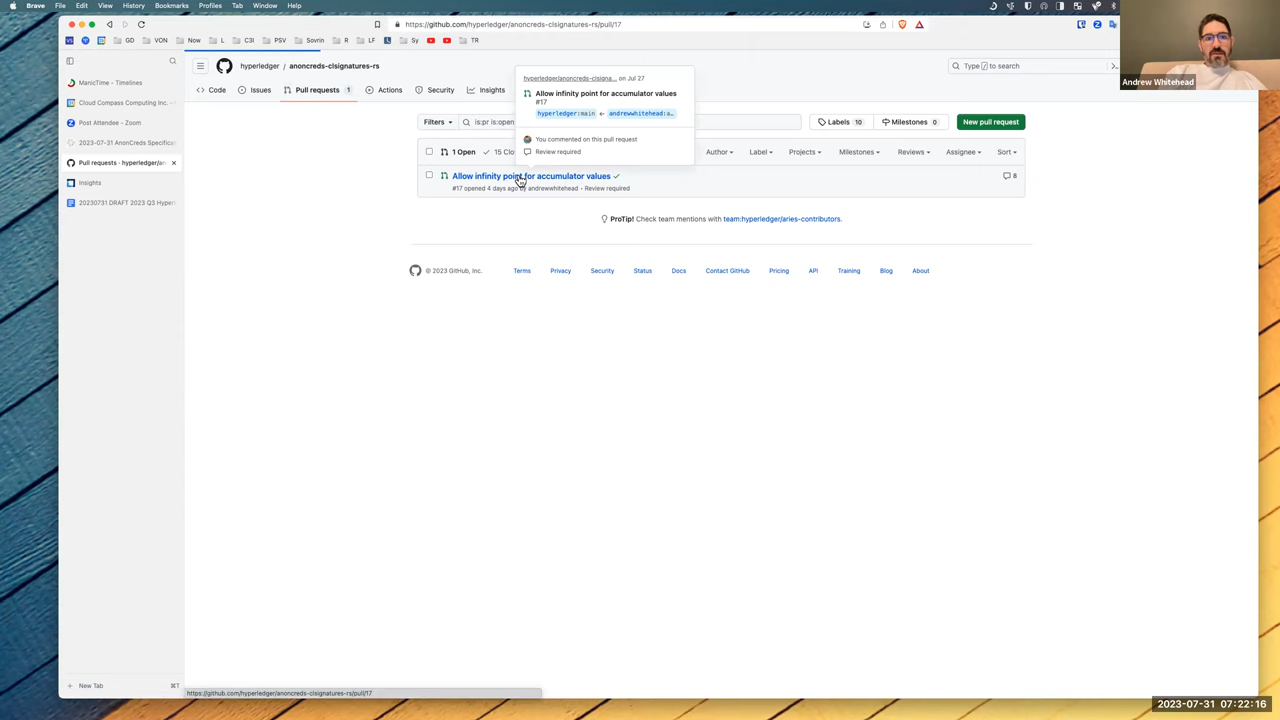 Brave File Edit View History Bookmarks Profiles Tab Window Help
https://github.com/hyperledger/anoncreds-clsignatures-rs/pull/17
GD VON Now L C3I PSV Sovrin R LF Sy TR
hyperledger / anoncreds-clsignatures-rs
Type / to search
Andrew Whitehead
Code Issues Pull requests 1 Actions Security Insights
ManicTime - Timelines
Cloud Compass Computing Inc. -
Post Attendee - Zoom
2023-07-31 AnonCreds Specificat
Pull requests · hyperledger/an
Insights
20230731 DRAFT 2023 Q3 Hyperl
hyperledger/anoncreds-clsigna... on Jul 27
Allow infinity point for accumulator values
#17
hyperledger:main ← andrewwhitehead:a…
You commented on this pull request
Review required
Filters is:pr is:open
Labels 10 Milestones 0 New pull request
1 Open 15 Clos Author Label Projects Milestones Reviews Assignee Sort
Allow infinity point for accumulator values
8
#17 opened 4 days ago by andrewwhitehead • Review required
ProTip! Check team mentions with team:hyperledger/aries-contributors.
© 2023 GitHub, Inc. Terms Privacy Security Status Docs Contact GitHub Pricing API Training Blog About
New Tab ⌘T
https://github.com/hyperledger/anoncreds-clsignatures-rs/pull/17
2023-07-31 07:22:16